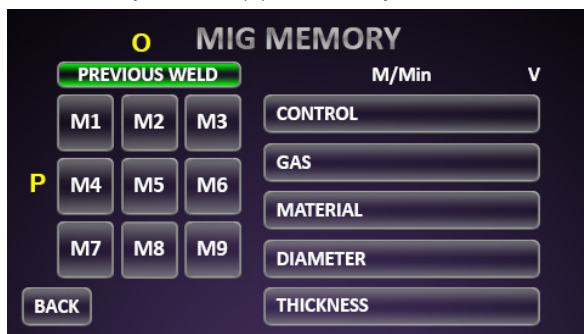 O
MIG MEMORY
PREVIOUS WELD
M/Min V
M1 M2 M3
CONTROL
GAS
P
M4 M5 M6
MATERIAL
M7 M8 M9
DIAMETER
BACK
THICKNESS